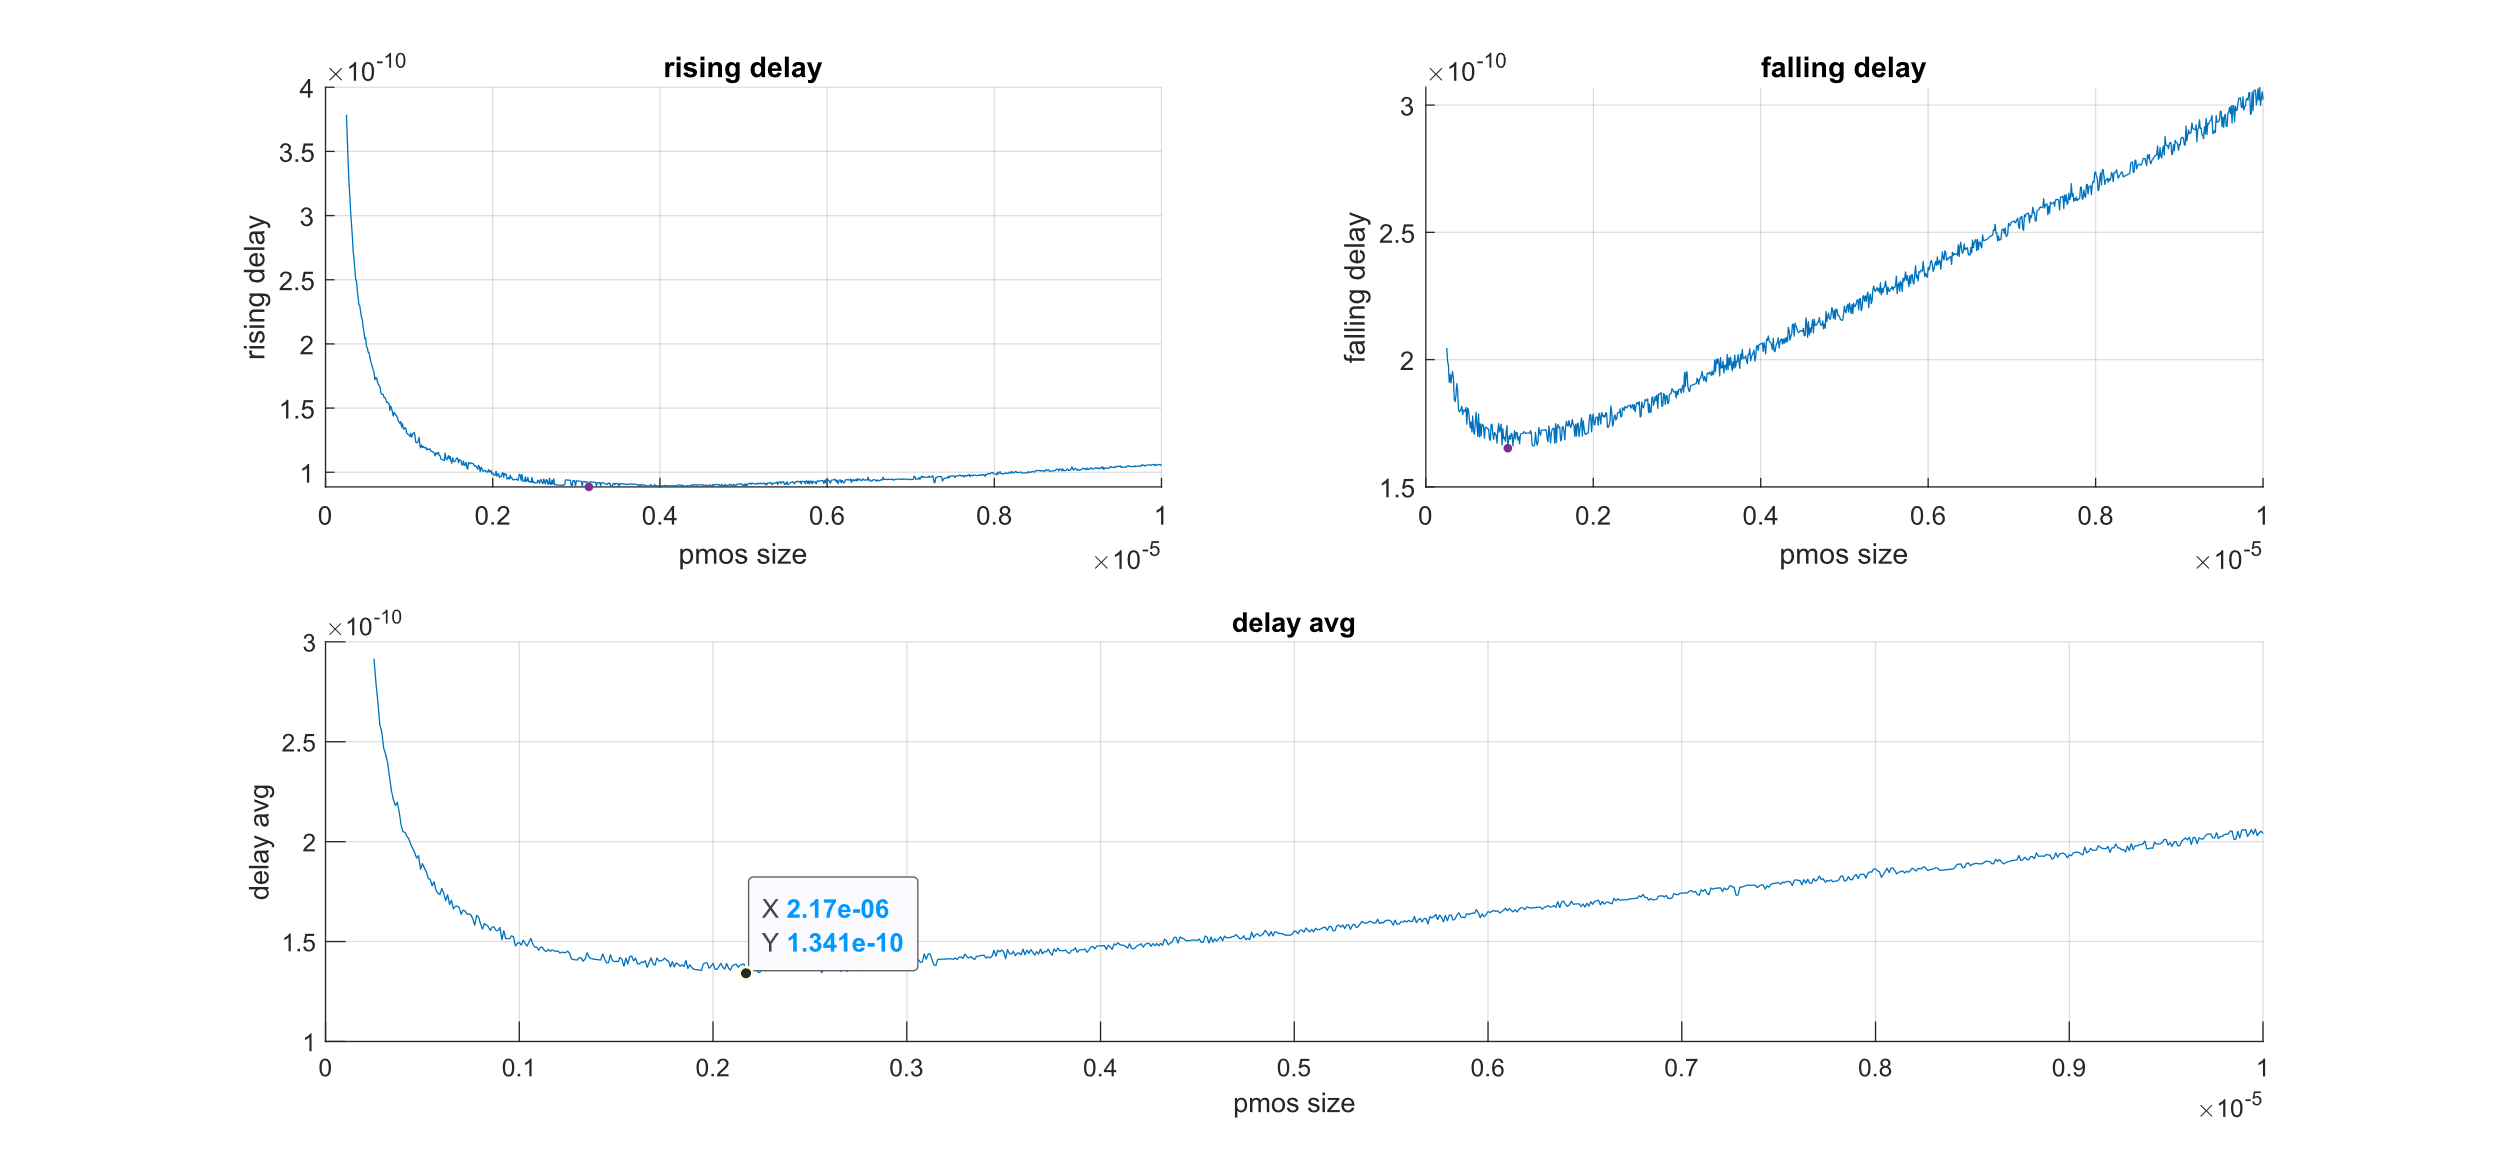 rising delay
×10-10
4
3.5
3
2.5
2
1.5
1
rising delay
0 0.2 0.4 0.6 0.8 1
pmos size
×10-5
falling delay
×10-10
3
2.5
2
1.5
falling delay
0 0.2 0.4 0.6 0.8 1
pmos size
×10-5
delay avg
×10-10
3
2.5
2
1.5
1
delay avg
X 2.17e-06
Y 1.341e-10
0 0.1 0.2 0.3 0.4 0.5 0.6 0.7 0.8 0.9 1
pmos size
×10-5